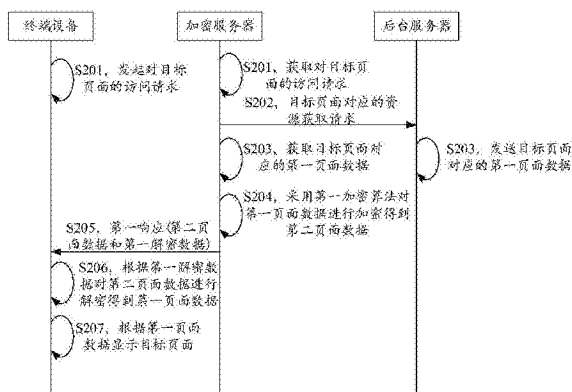 终端设备
加密服务器
后台服务器
S201，发起对目标
页面的访问请求
S201，获取对目标页
面的访问请求
S202，目标页面对应的资
源获取请求
S203，获取目标页面对
应的第一页面数据
S203，发送目标页面
对应的第一页面数据
S204，采用第一加密算法对
第一页面数据进行加密得到
第二页面数据
S205，第一响应(第二页
面数据和第一解密数据)
S206，根据第一解密数
据对第二页面数据进行
解密得到第一页面数据
S207，根据第一页面
数据显示目标页面